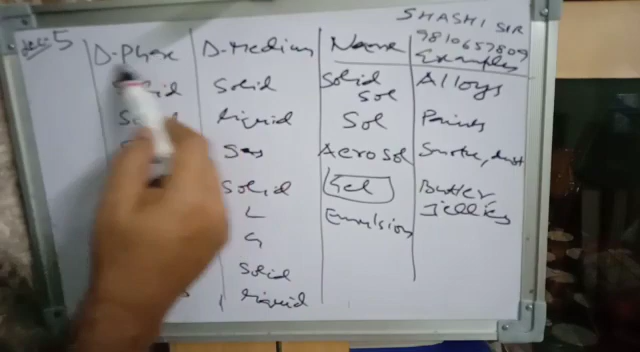 SHASHI SIR
9810657809
5
D-Phase D-Medium Name Examples
Solid Solid sol Alloys
Liquid Sol Paints
Gas Aerosol Smoke, dust
Solid Gel Butter, Jellies
L Emulsion
G
Solid
Liquid